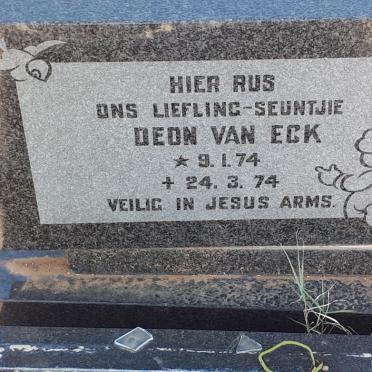 HIER RUS
ONS LIEFLING-SEUNTJIE
DEON VAN ECK
* 9.1.74
+ 24.3.74
VEILIG IN JESUS ARMS.